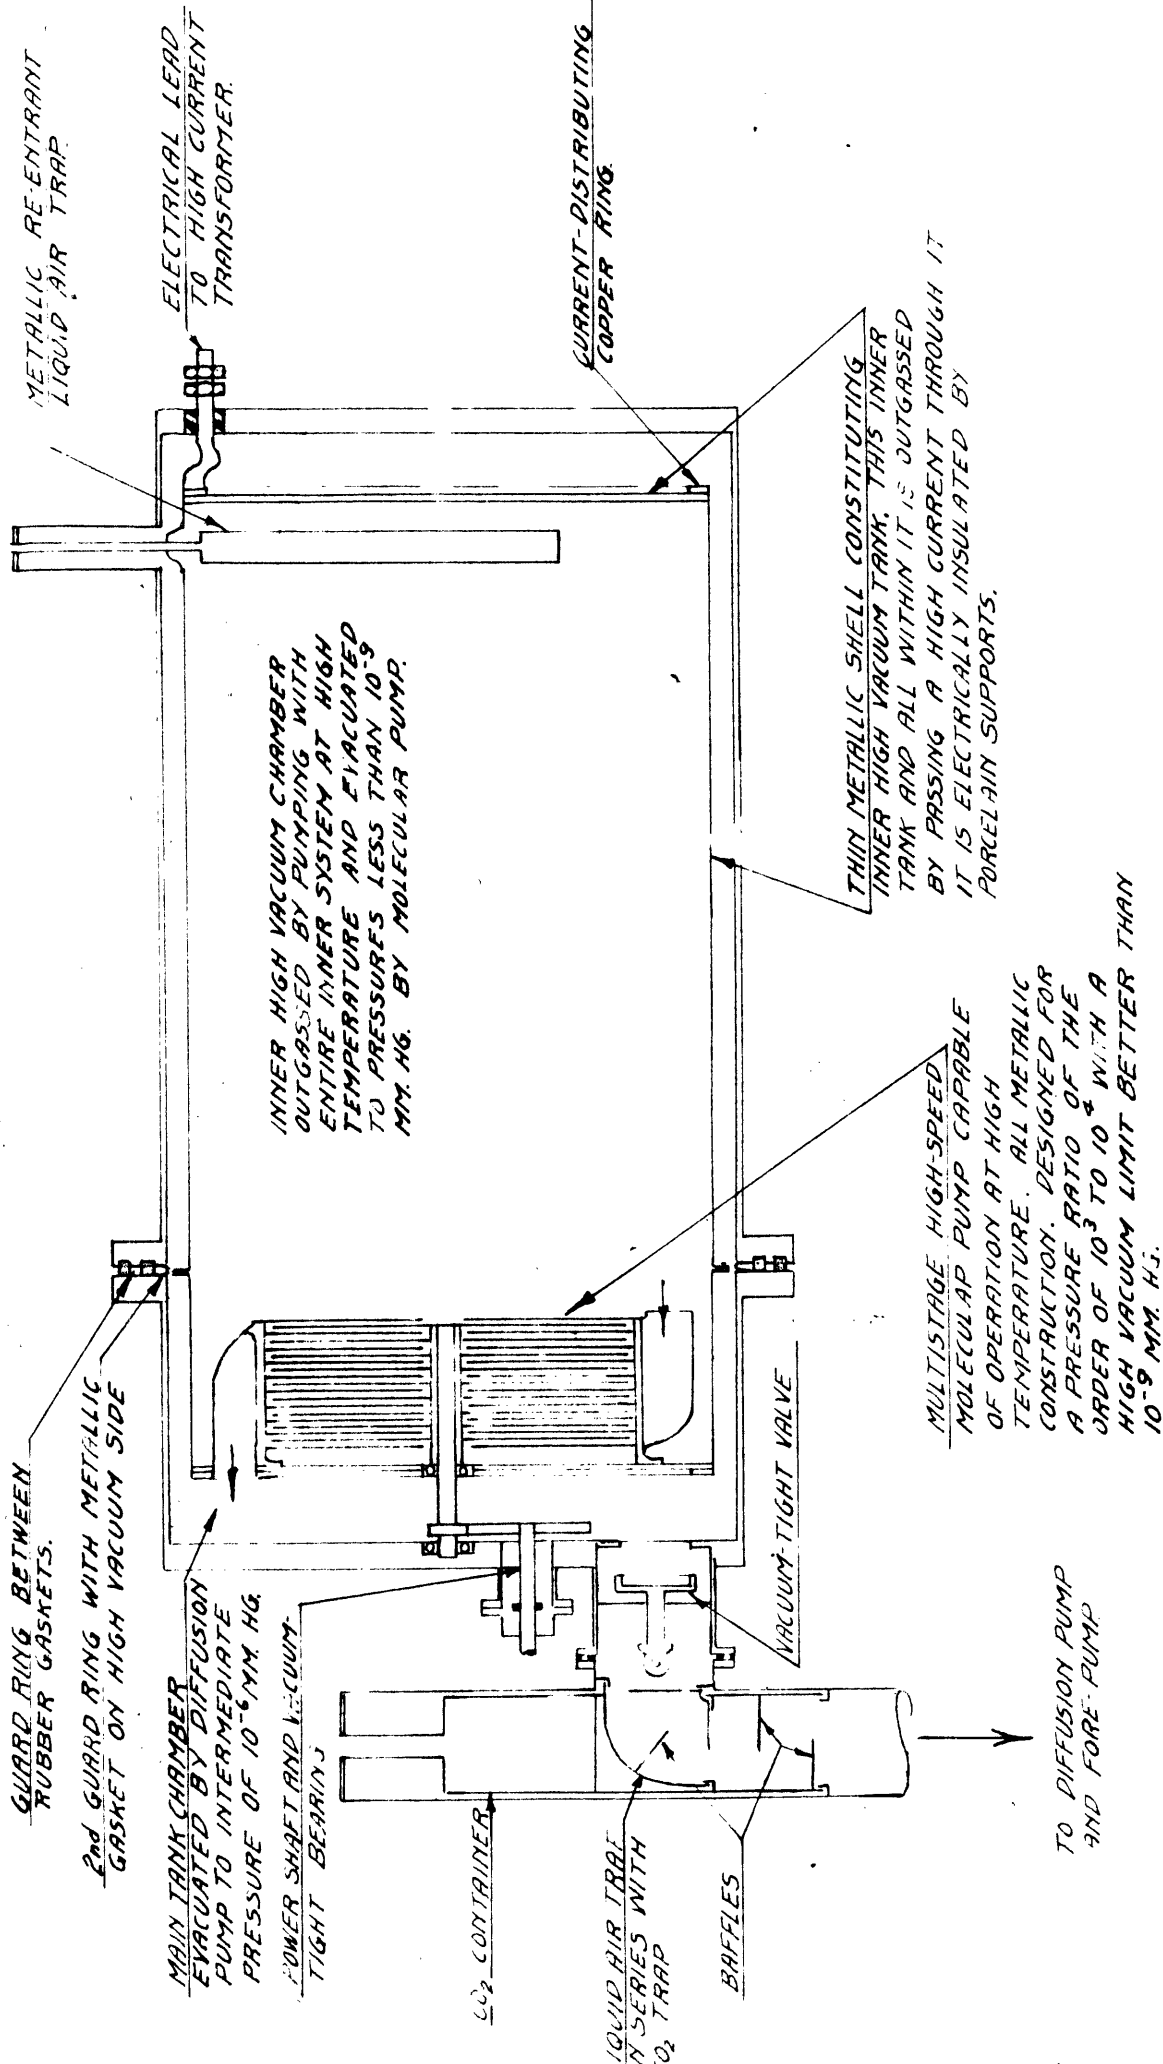 GUARD RING BETWEEN
RUBBER GASKETS.
2nd GUARD RING WITH METALLIC
GASKET ON HIGH VACUUM SIDE
MAIN TANK CHAMBER
EVACUATED BY DIFFUSION
PUMP TO INTERMEDIATE
PRESSURE OF 10⁻⁶ MM. HG.
POWER SHAFT AND VACUUM-
TIGHT BEARING
CO₂ CONTAINER
LIQUID AIR TRAP
IN SERIES WITH
CO₂ TRAP
BAFFLES
TO DIFFUSION PUMP
AND FORE-PUMP
VACUUM-TIGHT VALVE
MULTISTAGE HIGH-SPEED
MOLECULAR PUMP CAPABLE
OF OPERATION AT HIGH
TEMPERATURE. ALL METALLIC
CONSTRUCTION. DESIGNED FOR
A PRESSURE RATIO OF THE
ORDER OF 10³ TO 10⁴ WITH A
HIGH VACUUM LIMIT BETTER THAN
10⁻⁹ MM. HG.
INNER HIGH VACUUM CHAMBER
OUTGASSED BY PUMPING WITH
ENTIRE INNER SYSTEM AT HIGH
TEMPERATURE AND EVACUATED
TO PRESSURES LESS THAN 10⁻⁹
MM. HG. BY MOLECULAR PUMP.
THIN METALLIC SHELL CONSTITUTING
INNER HIGH VACUUM TANK. THIS INNER
TANK AND ALL WITHIN IT IS OUTGASSED
BY PASSING A HIGH CURRENT THROUGH IT
IT IS ELECTRICALLY INSULATED BY
PORCELAIN SUPPORTS.
METALLIC RE-ENTRANT
LIQUID AIR TRAP
ELECTRICAL LEAD
TO HIGH CURRENT
TRANSFORMER.
CURRENT-DISTRIBUTING
COPPER RING.